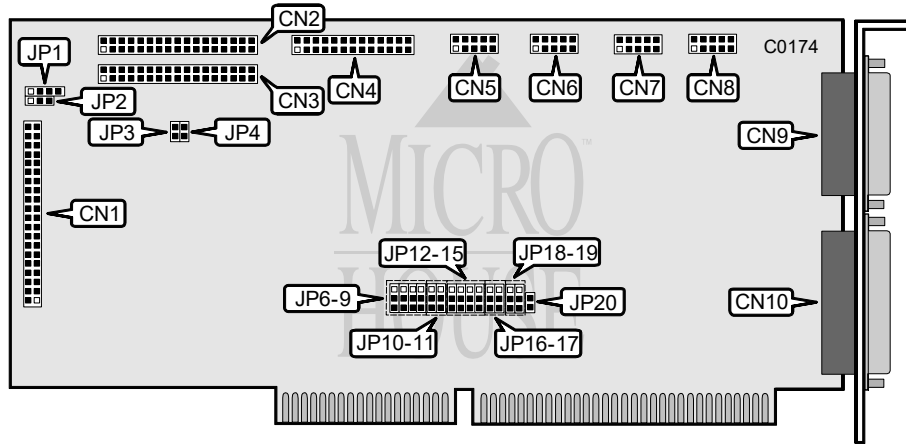 CN2
CN5
CN6
CN7
CN8
C0174
JP1
JP2
CN3
CN4
JP3
JP4
CN9
CN1
MICRO™
HOUSE
JP12-15
JP18-19
JP6-9
JP20
CN10
JP10-11
JP16-17